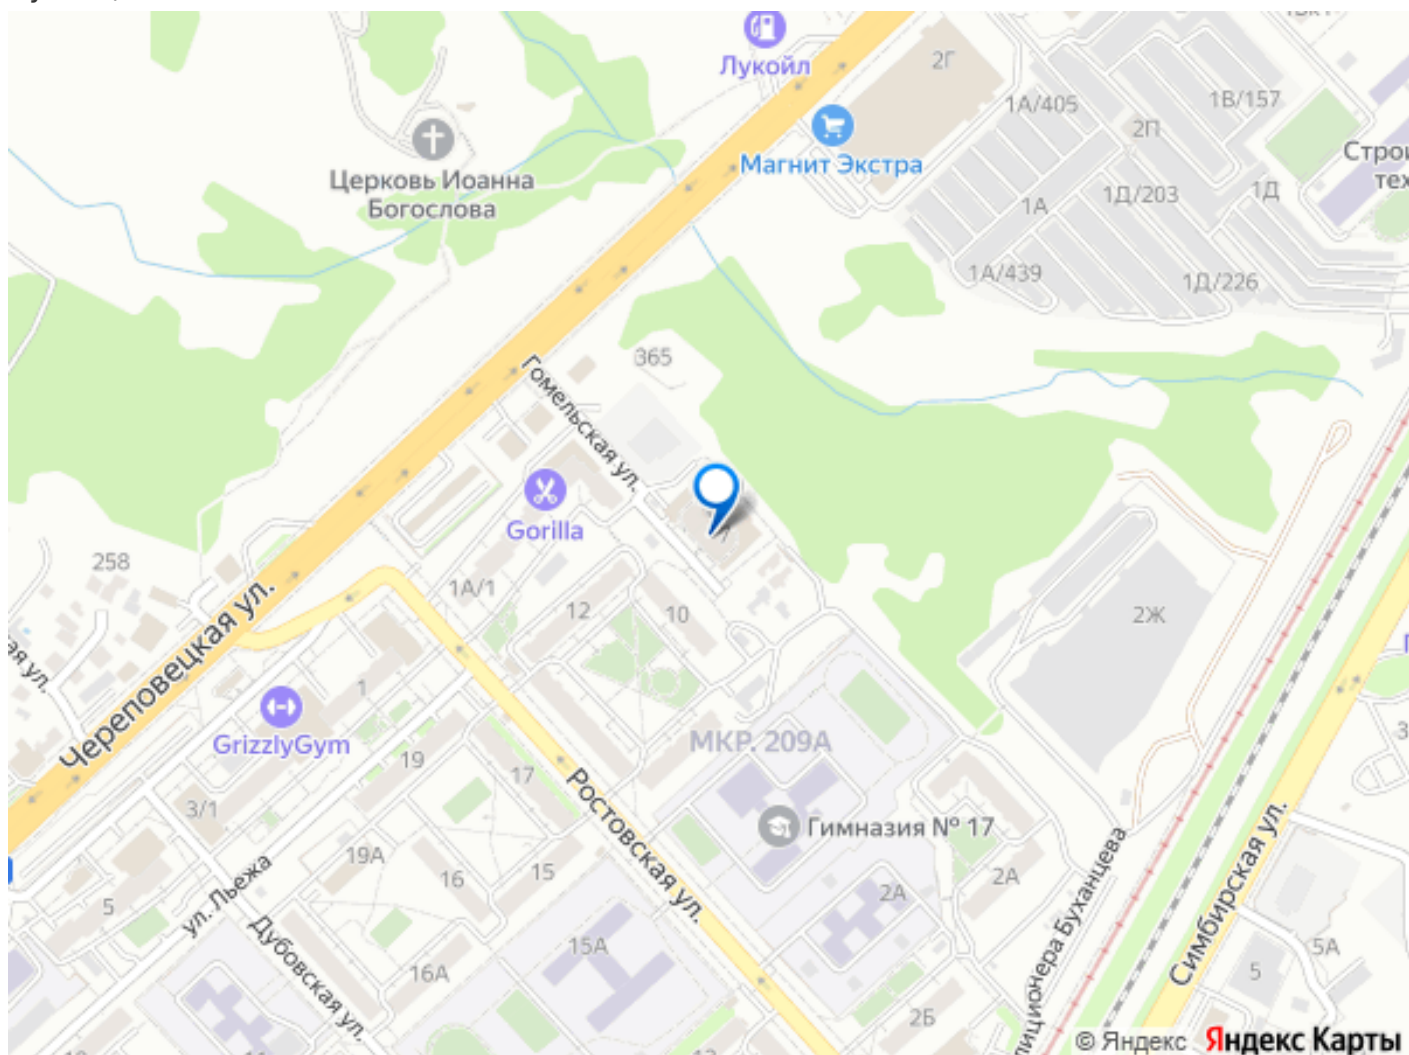 Лукойл
2Г
1А/405
1В/157
2П
Магнит Экстра
Церковь Иоанна
Богослова
1А
1Д/203
1Д
1А/439
1Д/226
365
Гомельская ул.
Gorilla
258
1А/1
12
10
2Ж
Череповецкая ул.
1
GrizzlyGym
МКР. 209А
19
17
3/1
Ростовская ул.
Гимназия № 17
19А
16
15
2А
2А
5
ул. Льежа
Дубовская ул.
16А
15А
2Б
Симбирская ул.
5
5А
© Яндекс Яндекс Карты